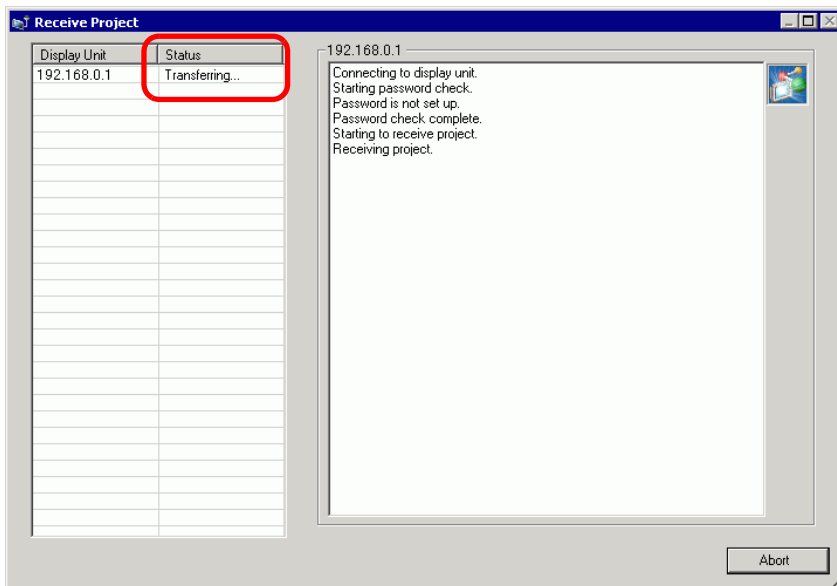 Receive Project
Display Unit Status
192.168.0.1 Transferring...
192.168.0.1
Connecting to display unit.
Starting password check.
Password is not set up.
Password check complete.
Starting to receive project.
Receiving project.
Abort